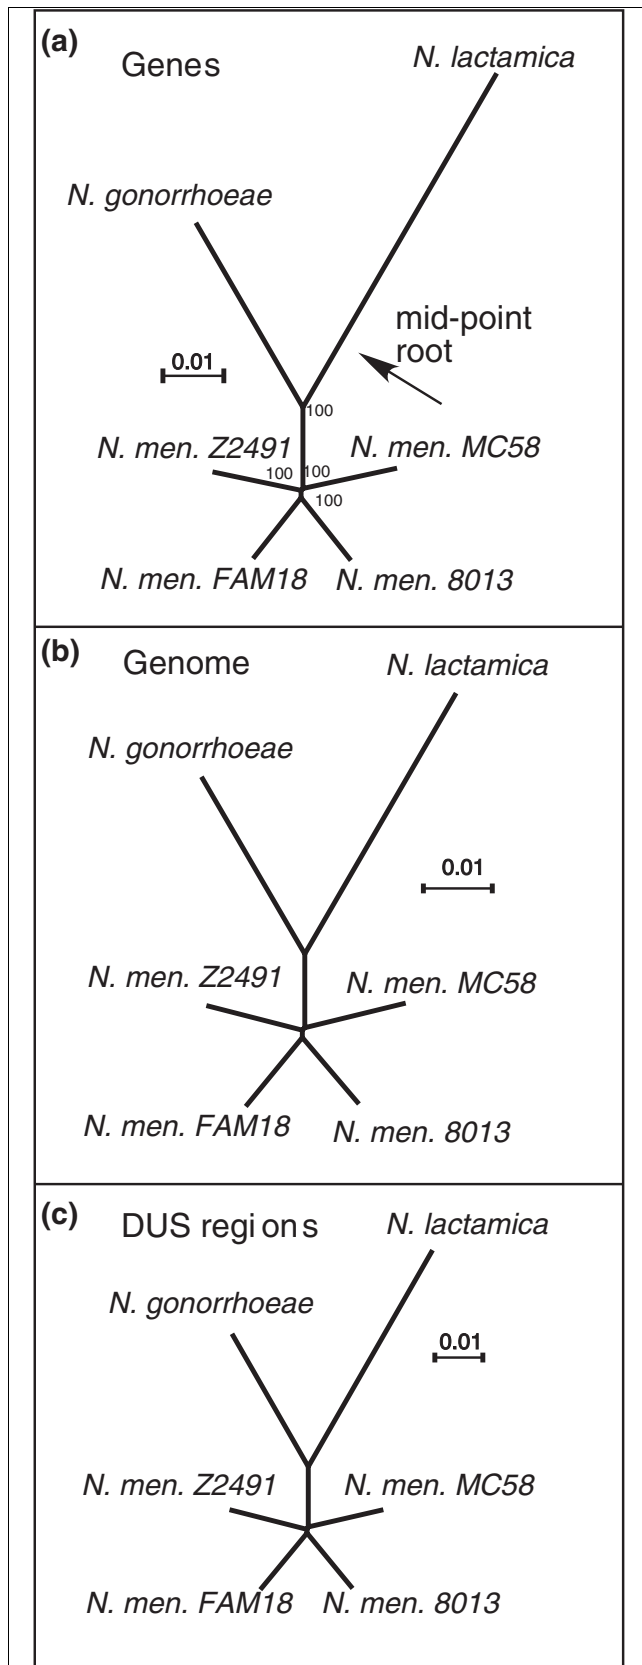 (a)
Genes
N. lactamica
N. gonorrhoeae
mid-point
root
0.01
100
N. men. Z2491
N. men. MC58
100
100
100
N. men. FAM18
N. men. 8013
(b)
Genome
N. lactamica
N. gonorrhoeae
0.01
N. men. Z2491
N. men. MC58
N. men. FAM18
N. men. 8013
(c)
DUS regions
N. lactamica
N. gonorrhoeae
0.01
N. men. Z2491
N. men. MC58
N. men. FAM18
N. men. 8013